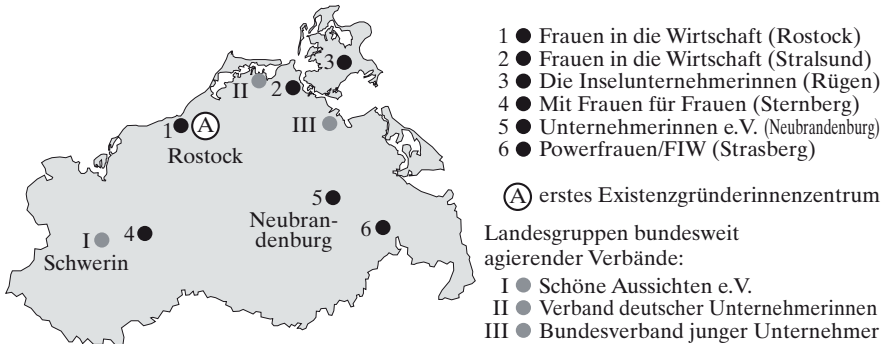 3
II
2
1
A
III
Rostock
5
Neubran-
denburg
6
I
4
Schwerin
1 Frauen in die Wirtschaft (Rostock)
2 Frauen in die Wirtschaft (Stralsund)
3 Die Inselunternehmerinnen (Rügen)
4 Mit Frauen für Frauen (Sternberg)
5 Unternehmerinnen e.V. (Neubrandenburg)
6 Powerfrauen/FIW (Strasberg)
A erstes Existenzgründerinnenzentrum
Landesgruppen bundesweit
agierender Verbände:
I Schöne Aussichten e.V.
II Verband deutscher Unternehmerinnen
III Bundesverband junger Unternehmer